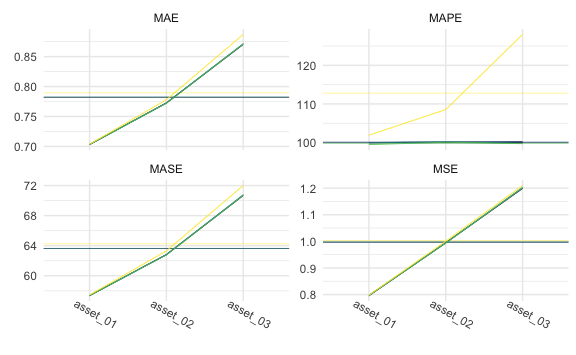 MAE
MAPE
0.85
0.80
0.75
0.70
120
110
100
MASE
MSE
72
68
64
60
1.2
1.1
1.0
0.9
0.8
asset_01
asset_02
asset_03
asset_01
asset_02
asset_03